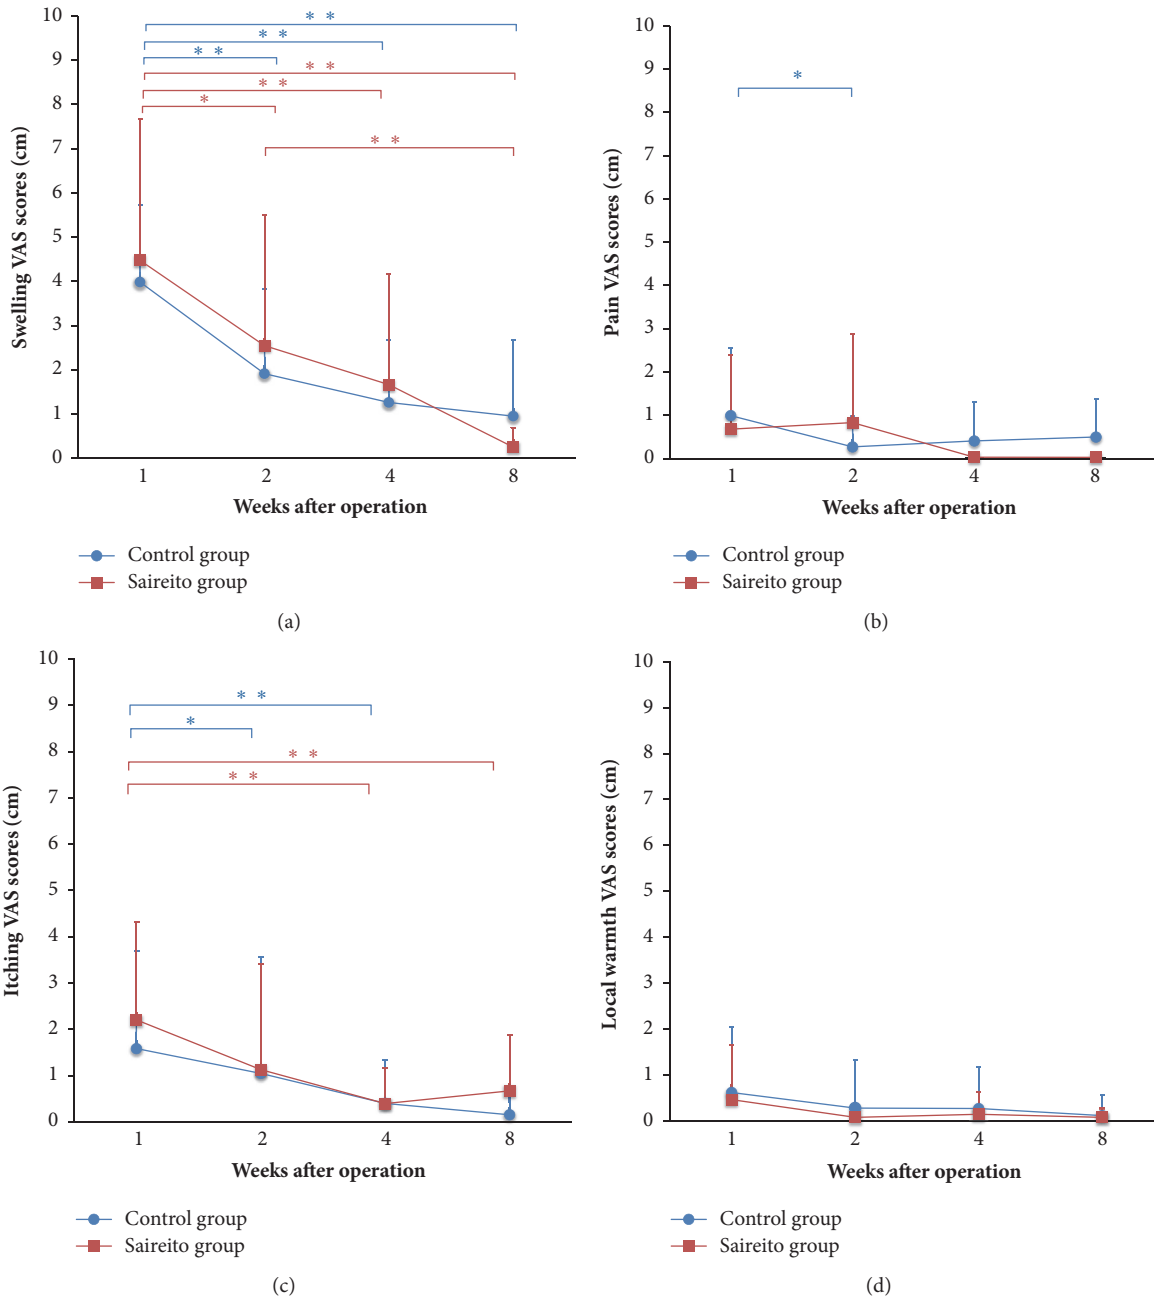 Swelling VAS scores (cm)
10
9
8
7
6
5
4
3
2
1
0
* *
* *
* *
* *
* *
*
* *
1 2 4 8
Weeks after operation
Control group
Saireito group
(a)
Pain VAS scores (cm)
10
9
8
7
6
5
4
3
2
1
0
*
1 2 4 8
Weeks after operation
Control group
Saireito group
(b)
Itching VAS scores (cm)
10
9
8
7
6
5
4
3
2
1
0
* *
*
* *
* *
1 2 4 8
Weeks after operation
Control group
Saireito group
(c)
Local warmth VAS scores (cm)
10
9
8
7
6
5
4
3
2
1
0
1 2 4 8
Weeks after operation
Control group
Saireito group
(d)